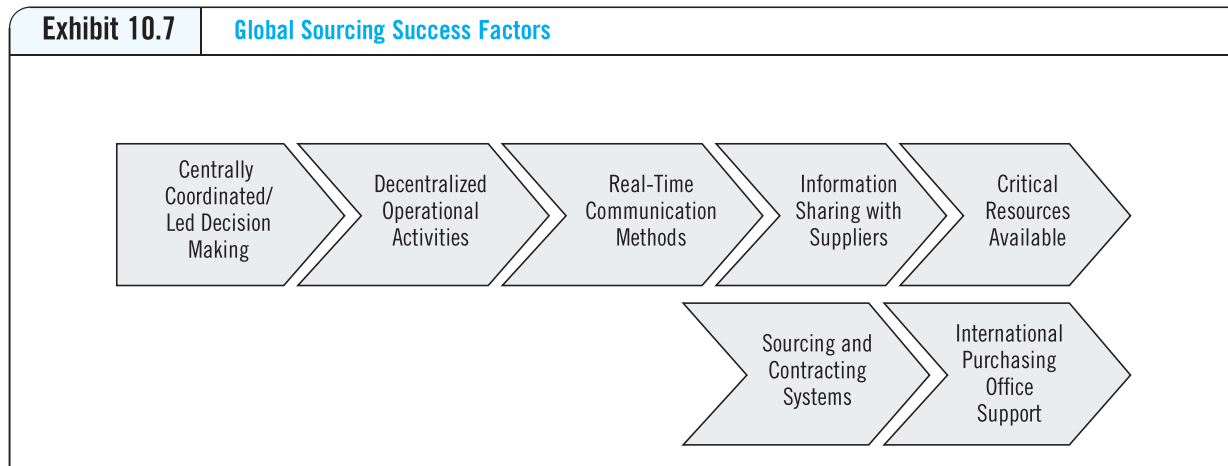 Exhibit 10.7
Global Sourcing Success Factors
Centrally
Coordinated/
Led Decision
Making
Decentralized
Operational
Activities
Real-Time
Communication
Methods
Information
Sharing with
Suppliers
Critical
Resources
Available
Sourcing and
Contracting
Systems
International
Purchasing
Office
Support